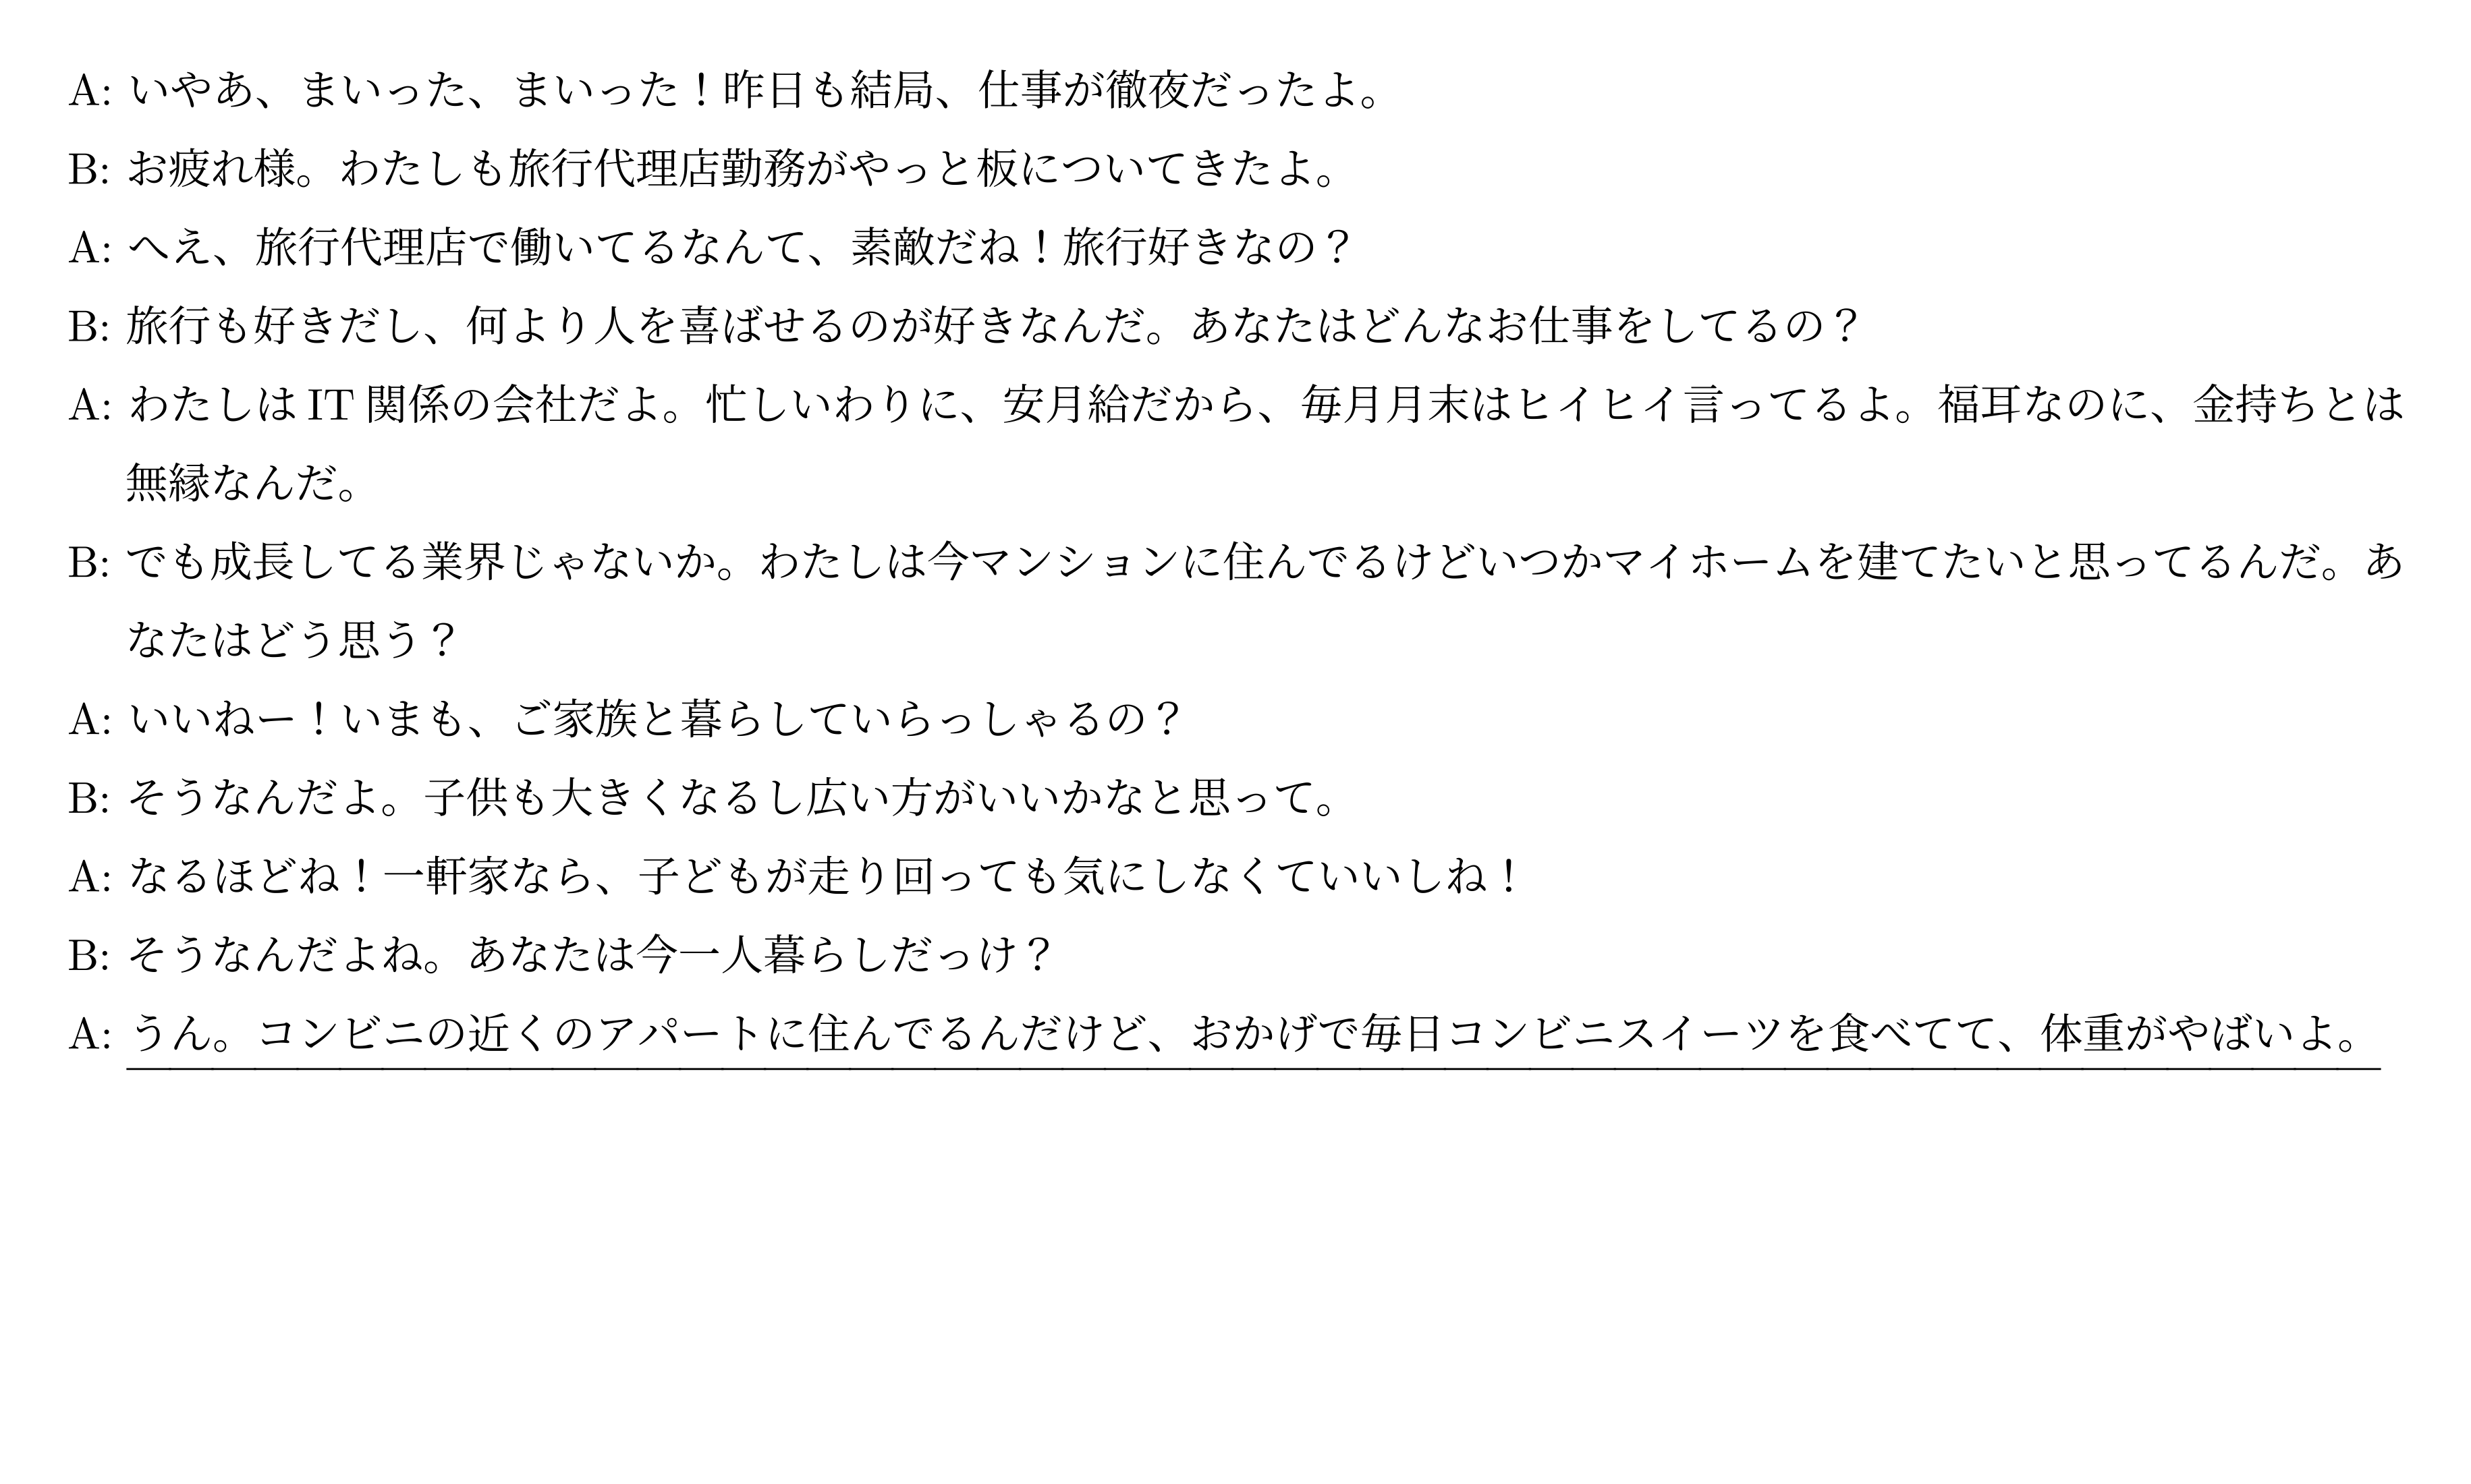 A: いやあ、まいった、まいった！昨日も結局、仕事が徹夜だったよ。
B: お疲れ様。わたしも旅行代理店勤務がやっと板についてきたよ。
A: へえ、旅行代理店で働いてるなんて、素敵だね！旅行好きなの？
B: 旅行も好きだし、何より人を喜ばせるのが好きなんだ。あなたはどんなお仕事をしてるの？
A: わたしは IT 関係の会社だよ。忙しいわりに、安月給だから、毎月月末はヒイヒイ言ってるよ。福耳なのに、金持ちとは
無縁なんだ。
B: でも成長してる業界じゃないか。わたしは今マンションに住んでるけどいつかマイホームを建てたいと思ってるんだ。あ
なたはどう思う？
A: いいねー！いまも、ご家族と暮らしていらっしゃるの？
B: そうなんだよ。子供も大きくなるし広い方がいいかなと思って。
A: なるほどね！一軒家なら、子どもが走り回っても気にしなくていいしね！
B: そうなんだよね。あなたは今一人暮らしだっけ？
A: うん。コンビニの近くのアパートに住んでるんだけど、おかげで毎日コンビニスイーツを食べてて、体重がやばいよ。